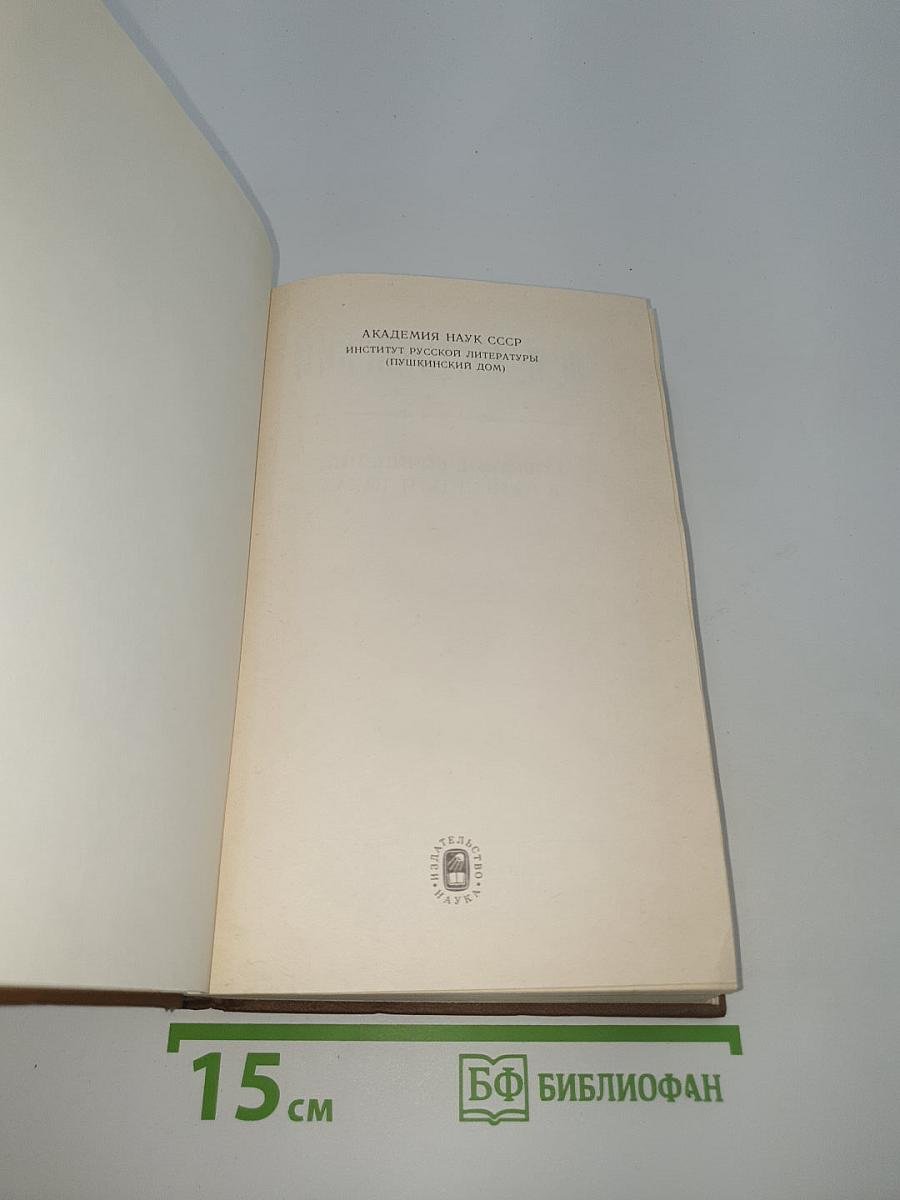 АКАДЕМИЯ НАУК СССР
ИНСТИТУТ РУССКОЙ ЛИТЕРАТУРЫ
(ПУШКИНСКИЙ ДОМ)
ИЗДАТЕЛЬСТВО
• НАУКА •
15 см
БФ БИБЛИОФАН